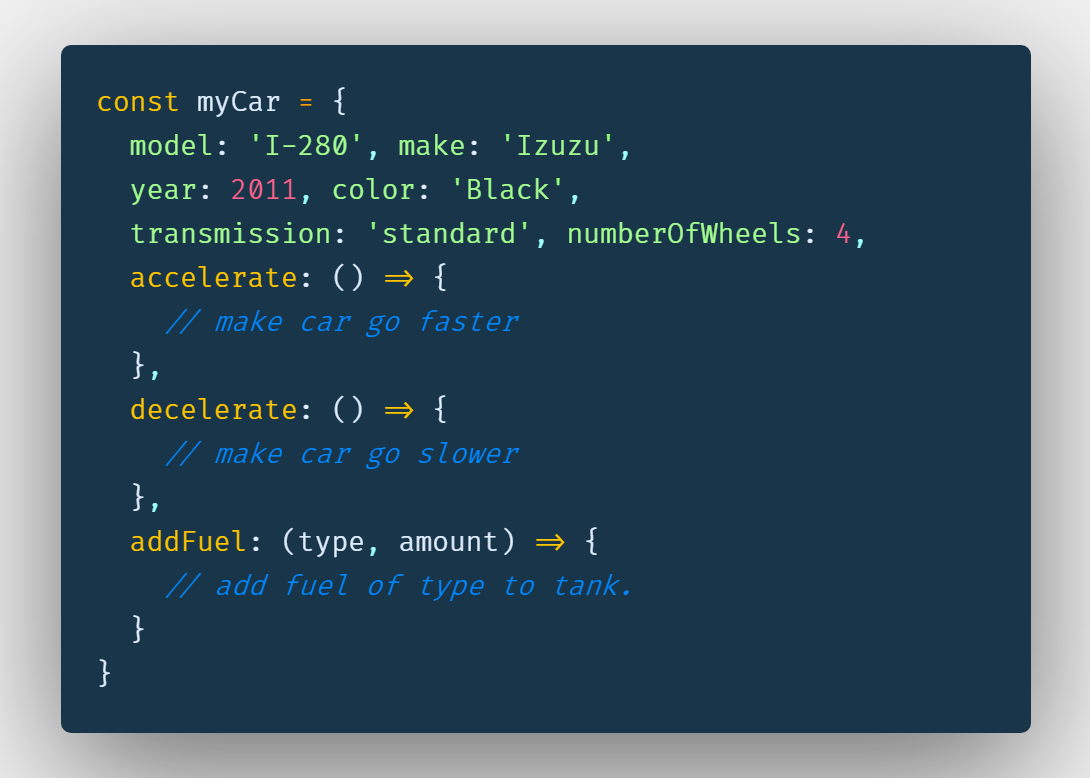 const myCar = {
  model: 'I-280', make: 'Izuzu',
  year: 2011, color: 'Black',
  transmission: 'standard', numberOfWheels: 4,
  accelerate: () => {
    // make car go faster
  },
  decelerate: () => {
    // make car go slower
  },
  addFuel: (type, amount) => {
    // add fuel of type to tank.
  }
}